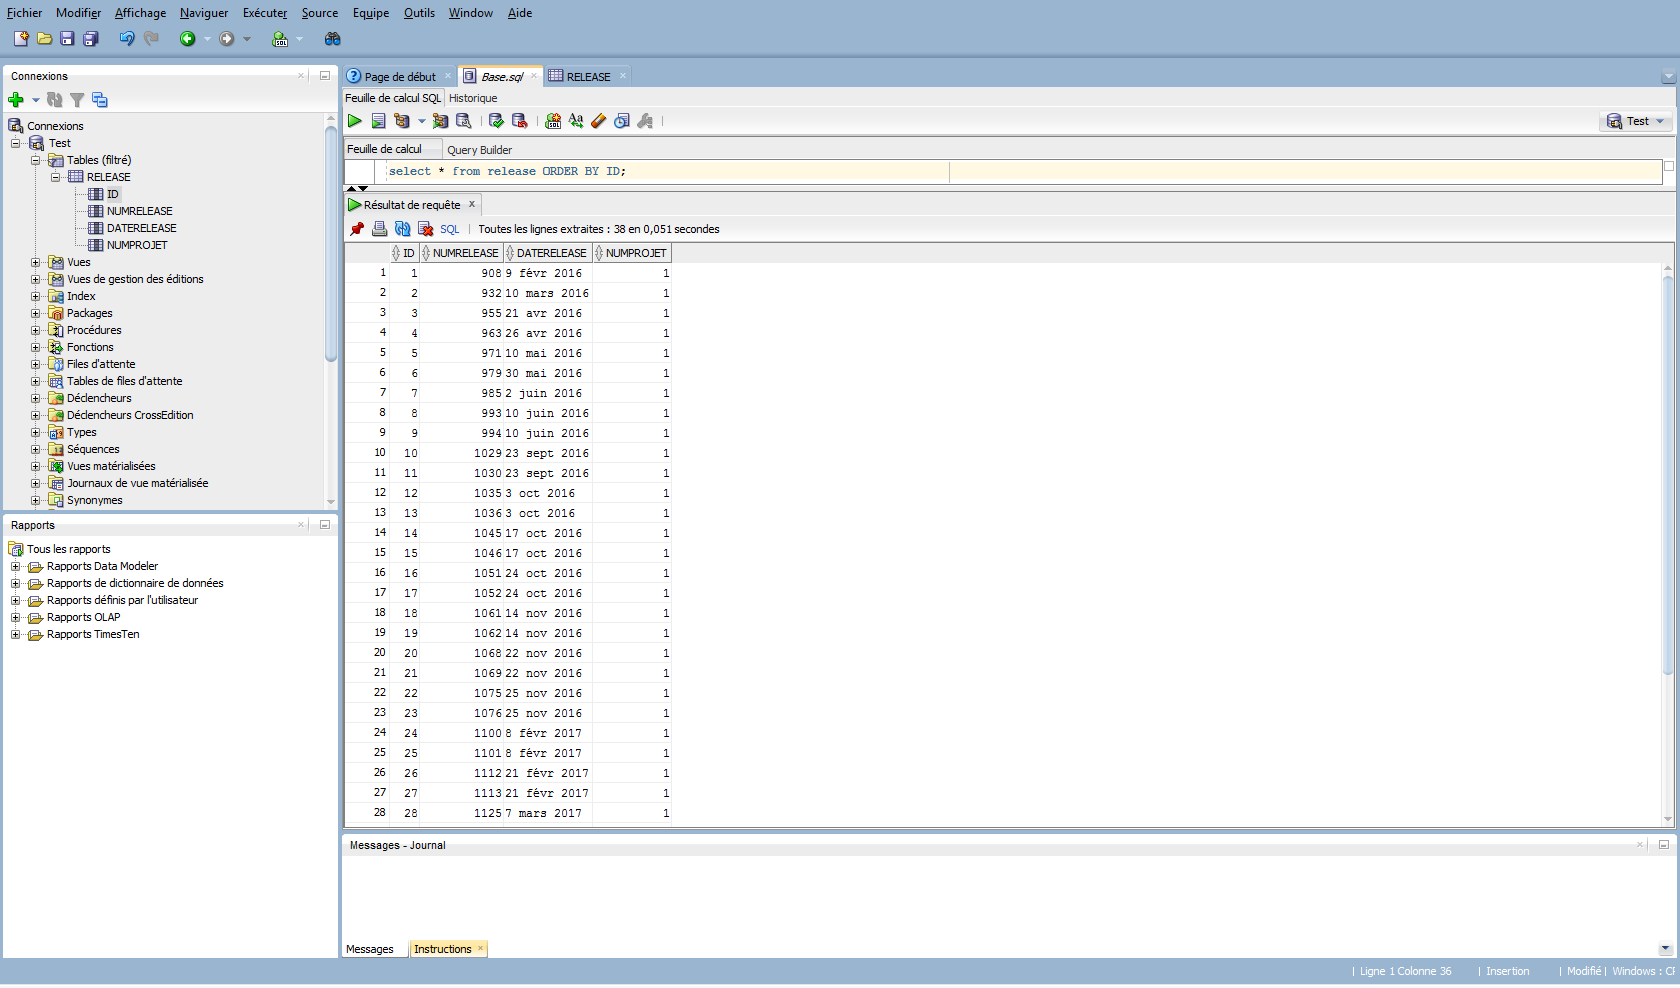 Fichier Modifier Affichage Naviguer Exécuter Source Equipe Outils Window Aide
Connexions
Connexions
Test
Tables (filtré)
RELEASE
ID
NUMRELEASE
DATERELEASE
NUMPROJET
Vues
Vues de gestion des éditions
Index
Packages
Procédures
Fonctions
Files d'attente
Tables de files d'attente
Déclencheurs
Déclencheurs CrossEdition
Types
Séquences
Vues matérialisées
Journaux de vue matérialisée
Synonymes
Rapports
Tous les rapports
Rapports Data Modeler
Rapports de dictionnaire de données
Rapports définis par l'utilisateur
Rapports OLAP
Rapports TimesTen
Page de début Base.sql RELEASE
Feuille de calcul SQL Historique
Test
Feuille de calcul Query Builder
select * from release ORDER BY ID;
Résultat de requête
SQL Toutes les lignes extraites : 38 en 0,051 secondes
ID NUMRELEASE DATERELEASE NUMPROJET
1 1 908 9 févr 2016 1
2 2 932 10 mars 2016 1
3 3 955 21 avr 2016 1
4 4 963 26 avr 2016 1
5 5 971 10 mai 2016 1
6 6 979 30 mai 2016 1
7 7 985 2 juin 2016 1
8 8 993 10 juin 2016 1
9 9 994 10 juin 2016 1
10 10 1029 23 sept 2016 1
11 11 1030 23 sept 2016 1
12 12 1035 3 oct 2016 1
13 13 1036 3 oct 2016 1
14 14 1045 17 oct 2016 1
15 15 1046 17 oct 2016 1
16 16 1051 24 oct 2016 1
17 17 1052 24 oct 2016 1
18 18 1061 14 nov 2016 1
19 19 1062 14 nov 2016 1
20 20 1068 22 nov 2016 1
21 21 1069 22 nov 2016 1
22 22 1075 25 nov 2016 1
23 23 1076 25 nov 2016 1
24 24 1100 8 févr 2017 1
25 25 1101 8 févr 2017 1
26 26 1112 21 févr 2017 1
27 27 1113 21 févr 2017 1
28 28 1125 7 mars 2017 1
Messages - Journal
Messages Instructions
Ligne 1 Colonne 36 | Insertion | Modifié | Windows : CF